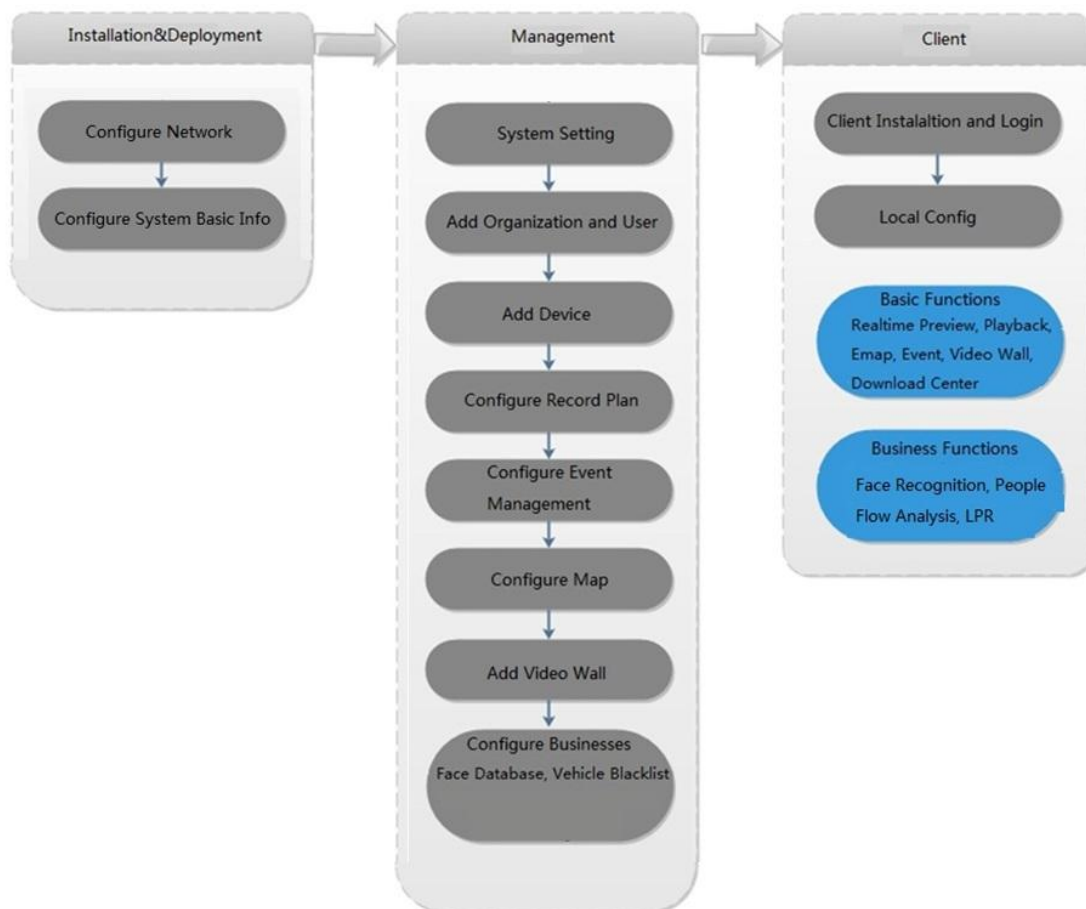 Installation&Deployment
Configure Network
Configure System Basic Info
Management
System Setting
Add Organization and User
Add Device
Configure Record Plan
Configure Event
Management
Configure Map
Add Video Wall
Configure Businesses
Face Database, Vehicle Blacklist
Client
Client Instalaltion and Login
Local Config
Basic Functions
Realtime Preview, Playback,
Emap, Event, Video Wall,
Download Center
Business Functions
Face Recognition, People
Flow Analysis, LPR